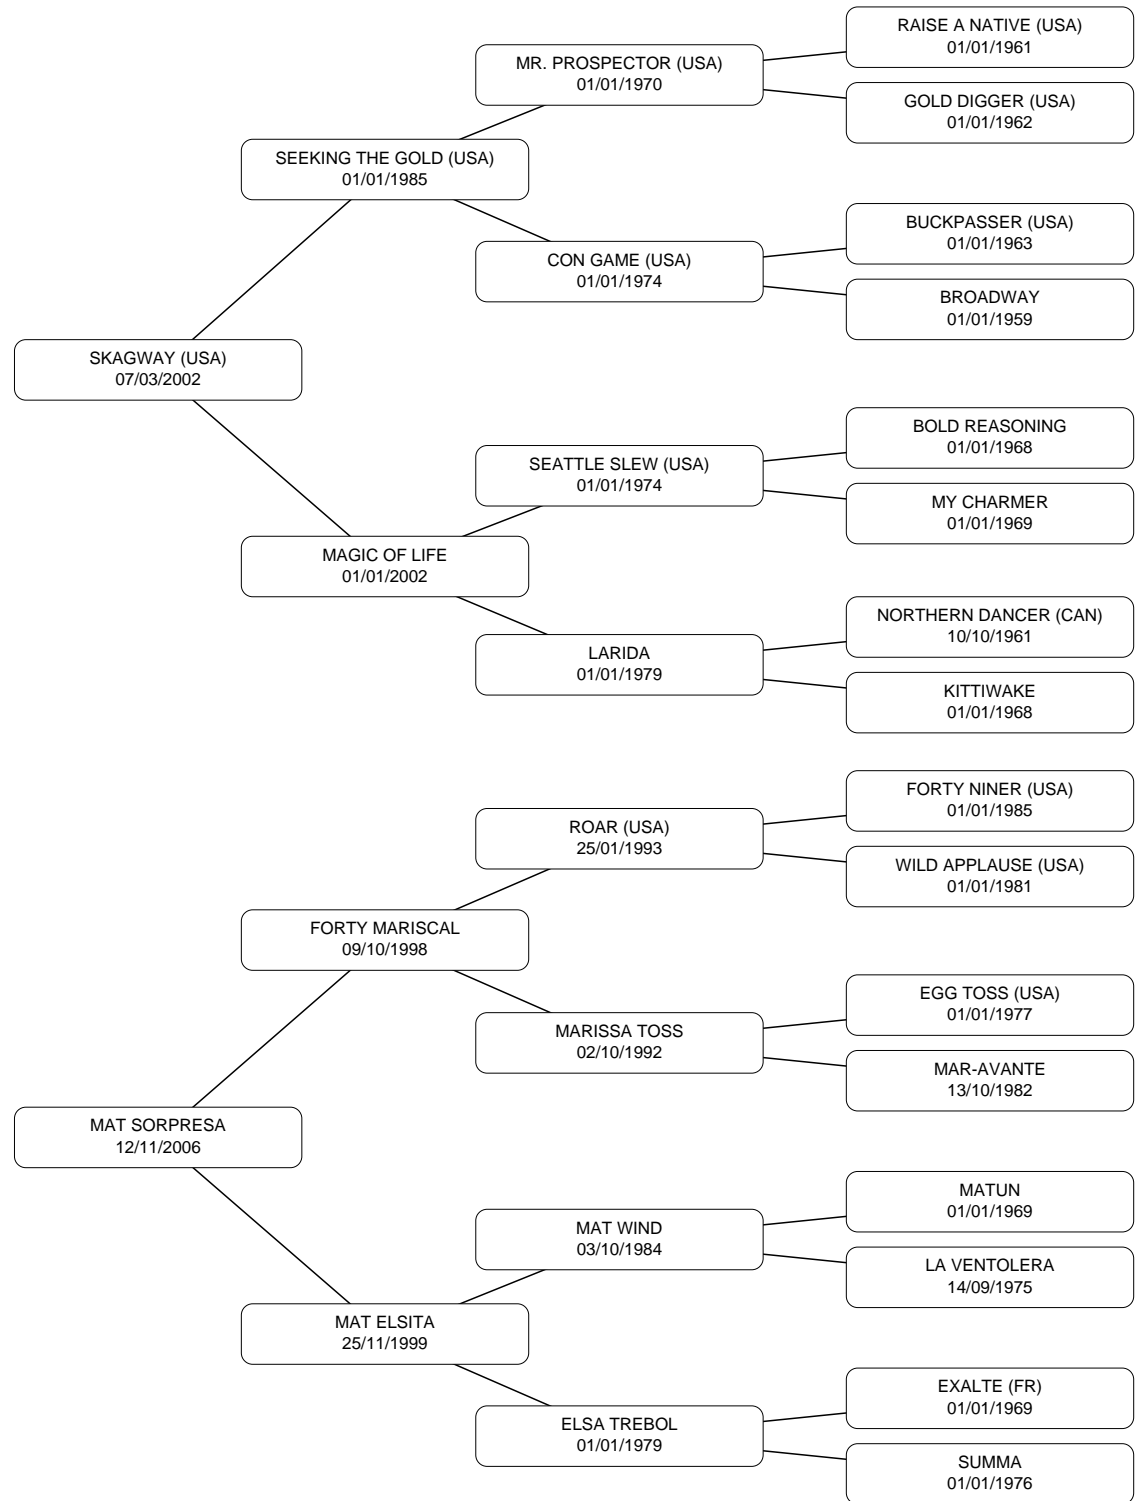 RAISE A NATIVE (USA)
01/01/1961
MR. PROSPECTOR (USA)
01/01/1970
GOLD DIGGER (USA)
01/01/1962
SEEKING THE GOLD (USA)
01/01/1985
BUCKPASSER (USA)
01/01/1963
CON GAME (USA)
01/01/1974
BROADWAY
01/01/1959
SKAGWAY (USA)
07/03/2002
BOLD REASONING
01/01/1968
SEATTLE SLEW (USA)
01/01/1974
MY CHARMER
01/01/1969
MAGIC OF LIFE
01/01/2002
NORTHERN DANCER (CAN)
10/10/1961
LARIDA
01/01/1979
KITTIWAKE
01/01/1968
FORTY NINER (USA)
01/01/1985
ROAR (USA)
25/01/1993
WILD APPLAUSE (USA)
01/01/1981
FORTY MARISCAL
09/10/1998
EGG TOSS (USA)
01/01/1977
MARISSA TOSS
02/10/1992
MAR-AVANTE
13/10/1982
MAT SORPRESA
12/11/2006
MATUN
01/01/1969
MAT WIND
03/10/1984
LA VENTOLERA
14/09/1975
MAT ELSITA
25/11/1999
EXALTE (FR)
01/01/1969
ELSA TREBOL
01/01/1979
SUMMA
01/01/1976